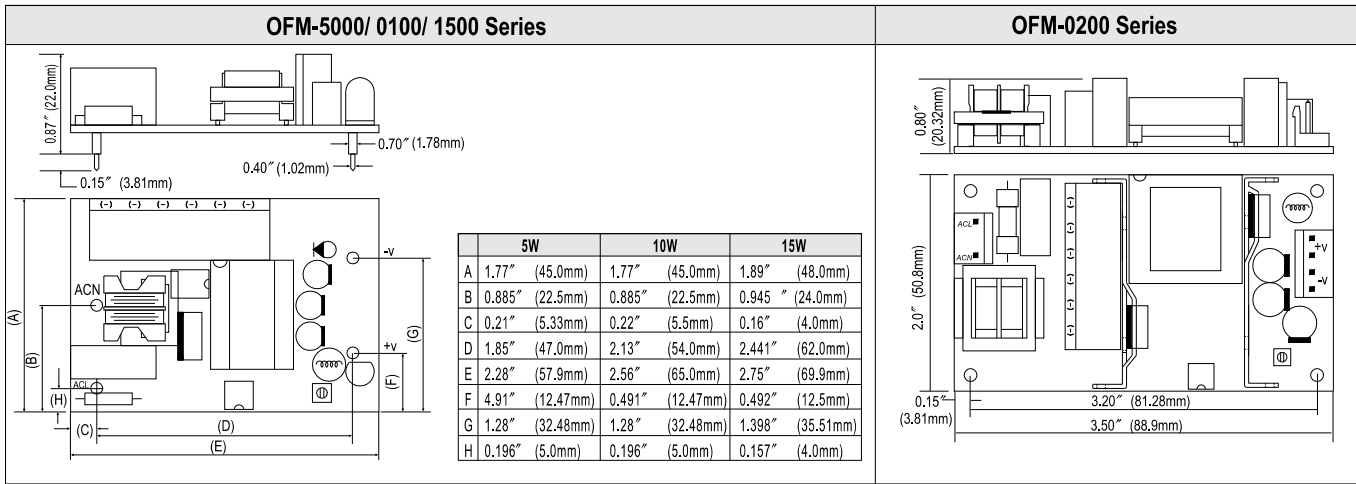 OFM-5000/ 0100/ 1500 Series
OFM-0200 Series
0.87″ (22.0mm)
0.70″ (1.78mm)
0.40″ (1.02mm)
0.15″ (3.81mm)
(-) (-) (-) (-) (-) (-)
-v
ACN
+v
ACL
(A)
(B)
(H)
(C)
(D)
(E)
(F)
(G)
5W 10W 15W
A 1.77″ (45.0mm) 1.77″ (45.0mm) 1.89″ (48.0mm)
B 0.885″ (22.5mm) 0.885″ (22.5mm) 0.945 ″ (24.0mm)
C 0.21″ (5.33mm) 0.22″ (5.5mm) 0.16″ (4.0mm)
D 1.85″ (47.0mm) 2.13″ (54.0mm) 2.441″ (62.0mm)
E 2.28″ (57.9mm) 2.56″ (65.0mm) 2.75″ (69.9mm)
F 4.91″ (12.47mm) 0.491″ (12.47mm) 0.492″ (12.5mm)
G 1.28″ (32.48mm) 1.28″ (32.48mm) 1.398″ (35.51mm)
H 0.196″ (5.0mm) 0.196″ (5.0mm) 0.157″ (4.0mm)
0.80″
(20.32mm)
2.0″ (50.8mm)
ACL
ACN
+v
-v
0.15″
(3.81mm)
3.20″ (81.28mm)
3.50″ (88.9mm)